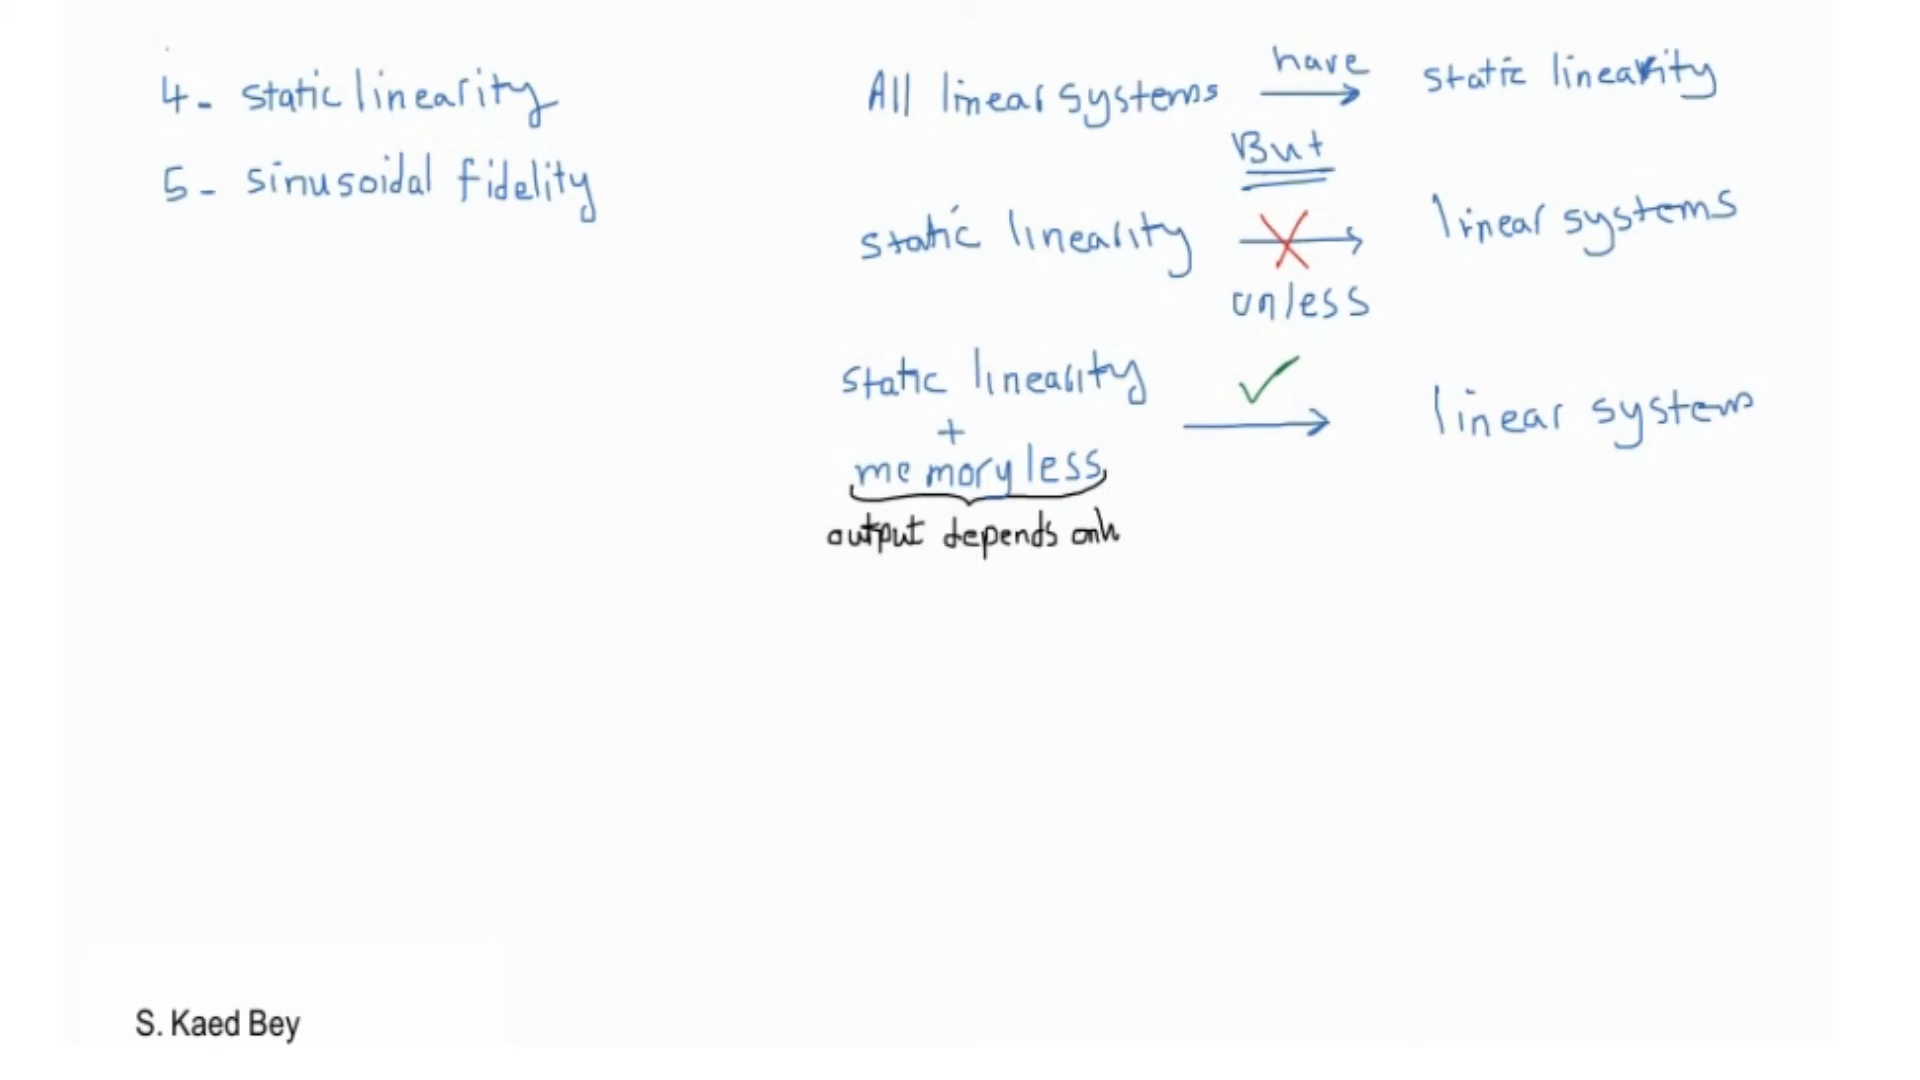 4- static linearity
5- sinusoidal fidelity
All linear systems have static linearity
But
static linearity linear systems
unless
static linearity
+
memoryless
linear system
output depends
S. Kaed Bey